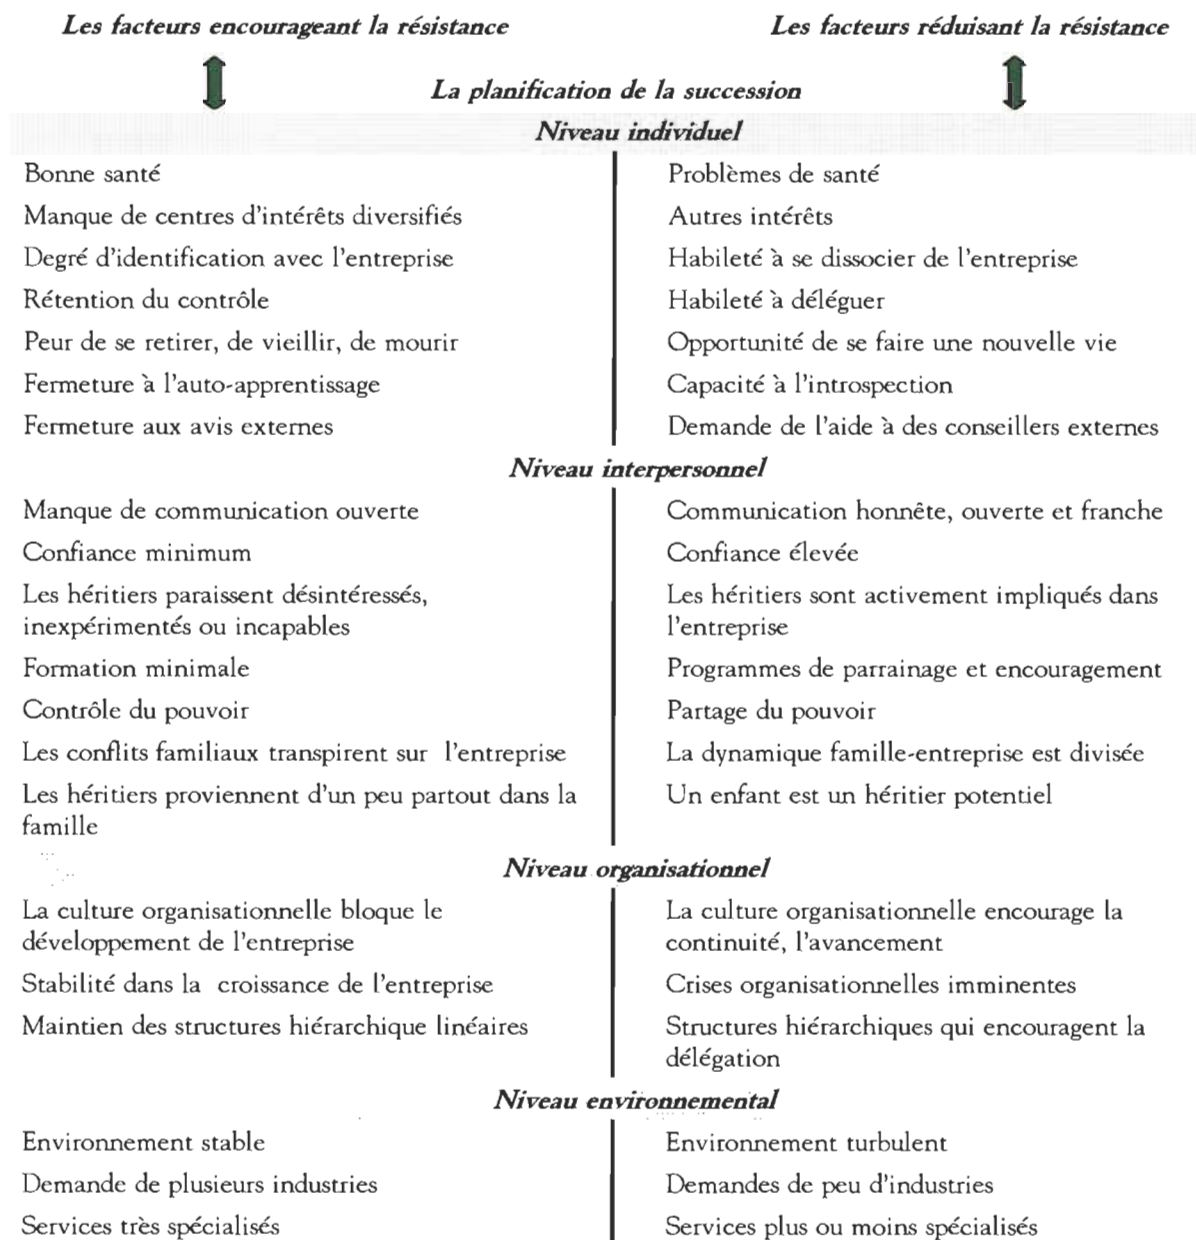 Les facteurs encourageant la résistance
Les facteurs réduisant la résistance
La planification de la succession
Niveau individuel
Bonne santé
Problèmes de santé
Manque de centres d'intérêts diversifiés
Autres intérêts
Degré d'identification avec l'entreprise
Habileté à se dissocier de l'entreprise
Rétention du contrôle
Habileté à déléguer
Peur de se retirer, de vieillir, de mourir
Opportunité de se faire une nouvelle vie
Fermeture à l'auto-apprentissage
Capacité à l'introspection
Fermeture aux avis externes
Demande de l'aide à des conseillers externes
Niveau interpersonnel
Manque de communication ouverte
Communication honnête, ouverte et franche
Confiance minimum
Confiance élevée
Les héritiers paraissent désintéressés,
inexpérimentés ou incapables
Les héritiers sont activement impliqués dans
l'entreprise
Formation minimale
Programmes de parrainage et encouragement
Contrôle du pouvoir
Partage du pouvoir
Les conflits familiaux transpirent sur l'entreprise
La dynamique famille-entreprise est divisée
Les héritiers proviennent d'un peu partout dans la
famille
Un enfant est un héritier potentiel
Niveau organisationnel
La culture organisationnelle bloque le
développement de l'entreprise
La culture organisationnelle encourage la
continuité, l'avancement
Stabilité dans la croissance de l'entreprise
Crises organisationnelles imminentes
Maintien des structures hiérarchique linéaires
Structures hiérarchiques qui encouragent la
délégation
Niveau environnemental
Environnement stable
Environnement turbulent
Demande de plusieurs industries
Demandes de peu d'industries
Services très spécialisés
Services plus ou moins spécialisés